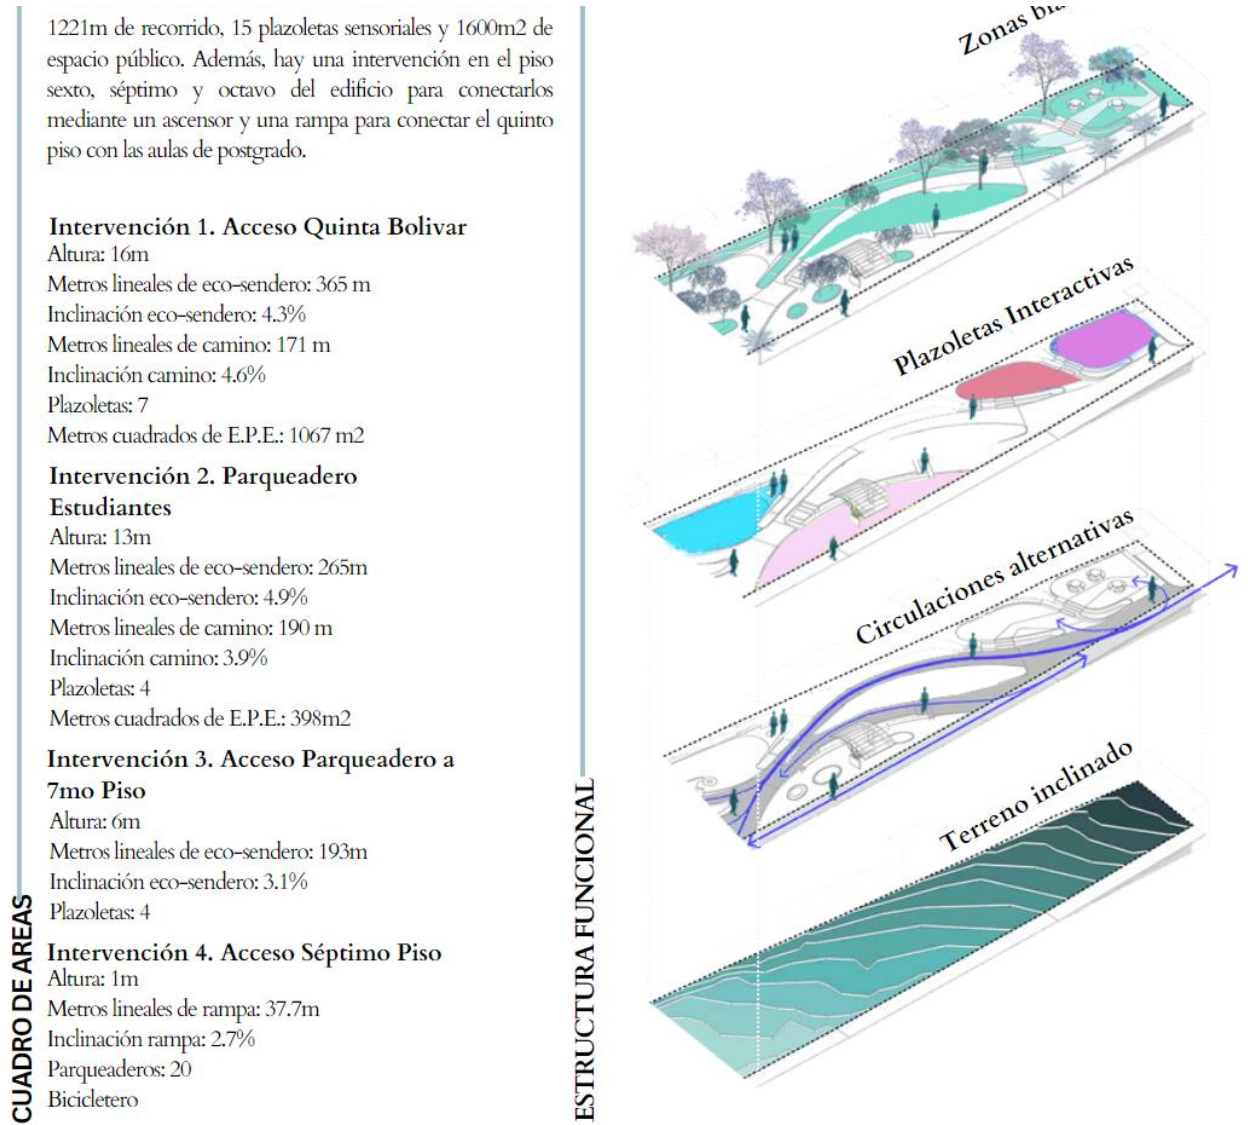 1221m de recorrido, 15 plazoletas sensoriales y 1600m2 de
espacio público. Además, hay una intervención en el piso
sexto, séptimo y octavo del edificio para conectarlos
mediante un ascensor y una rampa para conectar el quinto
piso con las aulas de postgrado.
Intervención 1. Acceso Quinta Bolivar
Altura: 16m
Metros lineales de eco-sendero: 365 m
Inclinación eco-sendero: 4.3%
Metros lineales de camino: 171 m
Inclinación camino: 4.6%
Plazoletas: 7
Metros cuadrados de E.P.E.: 1067 m2
Intervención 2. Parqueadero
Estudiantes
Altura: 13m
Metros lineales de eco-sendero: 265m
Inclinación eco-sendero: 4.9%
Metros lineales de camino: 190 m
Inclinación camino: 3.9%
Plazoletas: 4
Metros cuadrados de E.P.E.: 398m2
Intervención 3. Acceso Parqueadero a
7mo Piso
Altura: 6m
Metros lineales de eco-sendero: 193m
Inclinación eco-sendero: 3.1%
Plazoletas: 4
Intervención 4. Acceso Séptimo Piso
Altura: 1m
Metros lineales de rampa: 37.7m
Inclinación rampa: 2.7%
Parqueaderos: 20
Bicicletero
CUADRO DE AREAS
ESTRUCTURA FUNCIONAL
Zonas
Plazoletas Interactivas
Circulaciones alternativas
Terreno inclinado